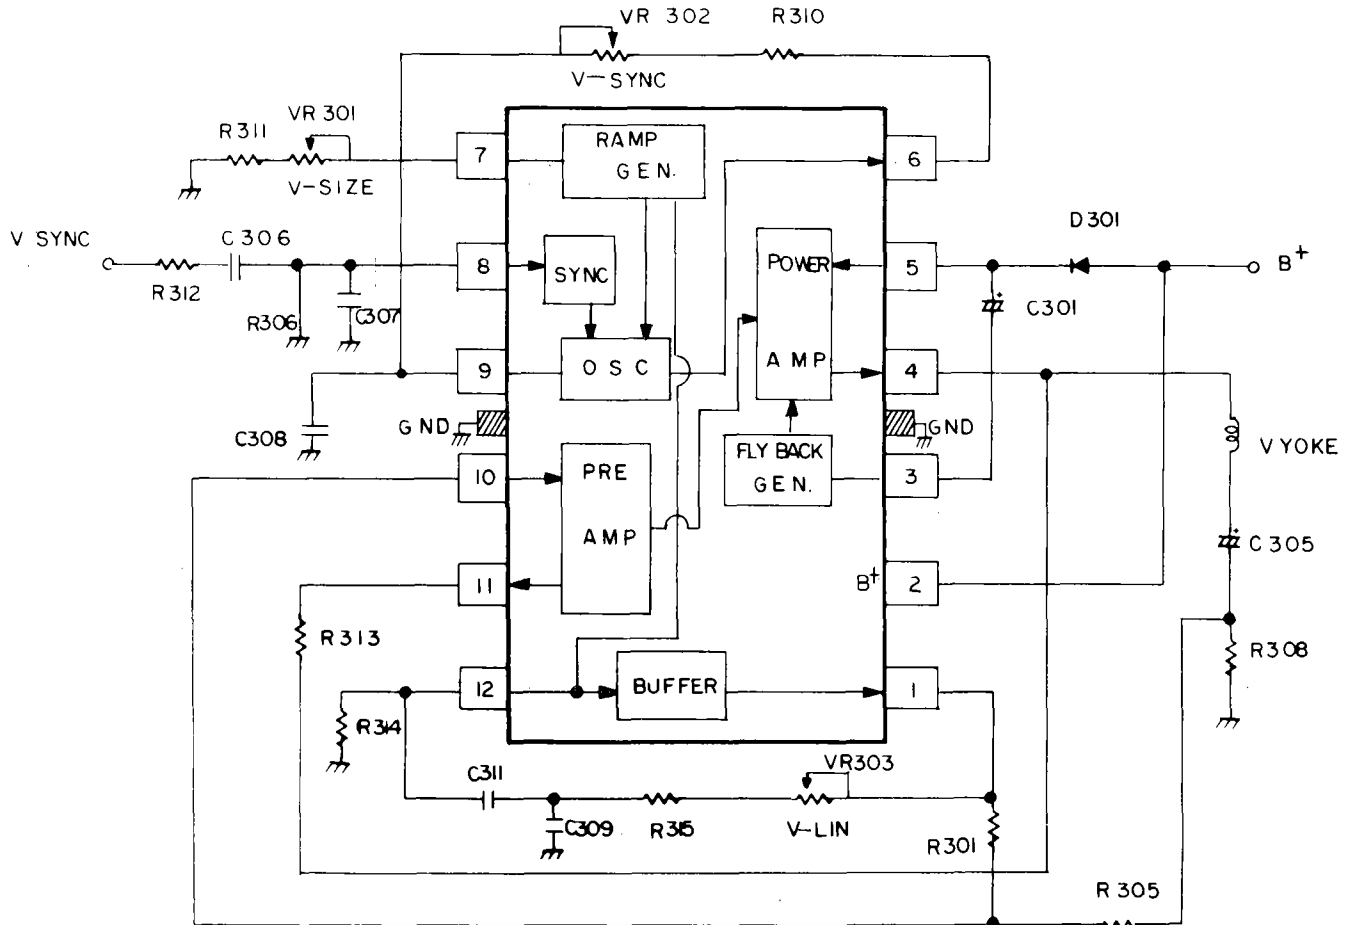 VR 302
R310
V-SYNC
R311
VR301
V-SIZE
7
RAMP
GEN.
6
D301
V SYNC
C306
R312
R306
C307
8
SYNC
POWER
AMP
5
C301
B+
9
OSC
4
C308
GND
GND
V YOKE
10
PRE
AMP
FLY BACK
GEN.
3
C305
11
B+
2
R313
R308
12
BUFFER
1
R314
C311
VR303
C309
R315
V-LIN
R301
R305